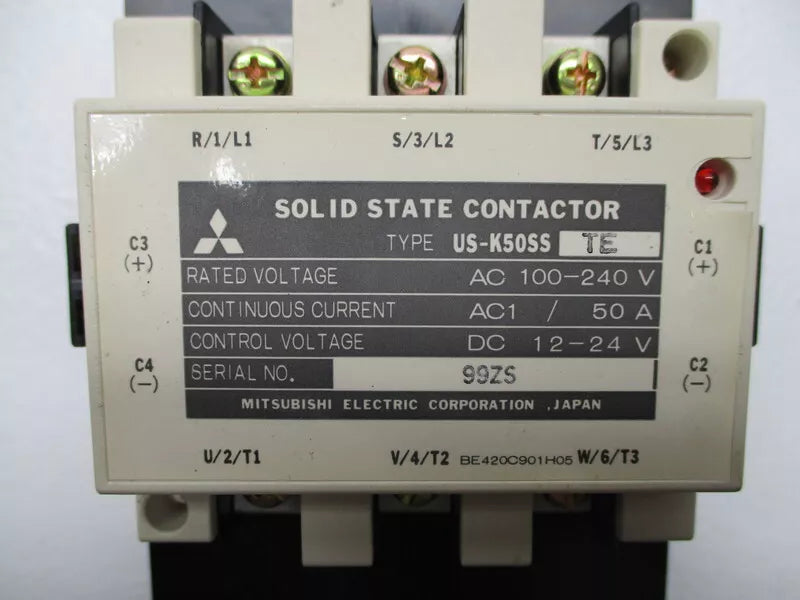 R/1/L1 S/3/L2 T/5/L3
SOLID STATE CONTACTOR
TYPE US-K50SS TE
C3
(+)
C1
(+)
RATED VOLTAGE AC 100-240 V
CONTINUOUS CURRENT AC1 / 50 A
CONTROL VOLTAGE DC 12-24 V
C4
(-)
C2
(-)
SERIAL NO. 99ZS
MITSUBISHI ELECTRIC CORPORATION ,JAPAN
U/2/T1 V/4/T2 BE420C901H05 W/6/T3